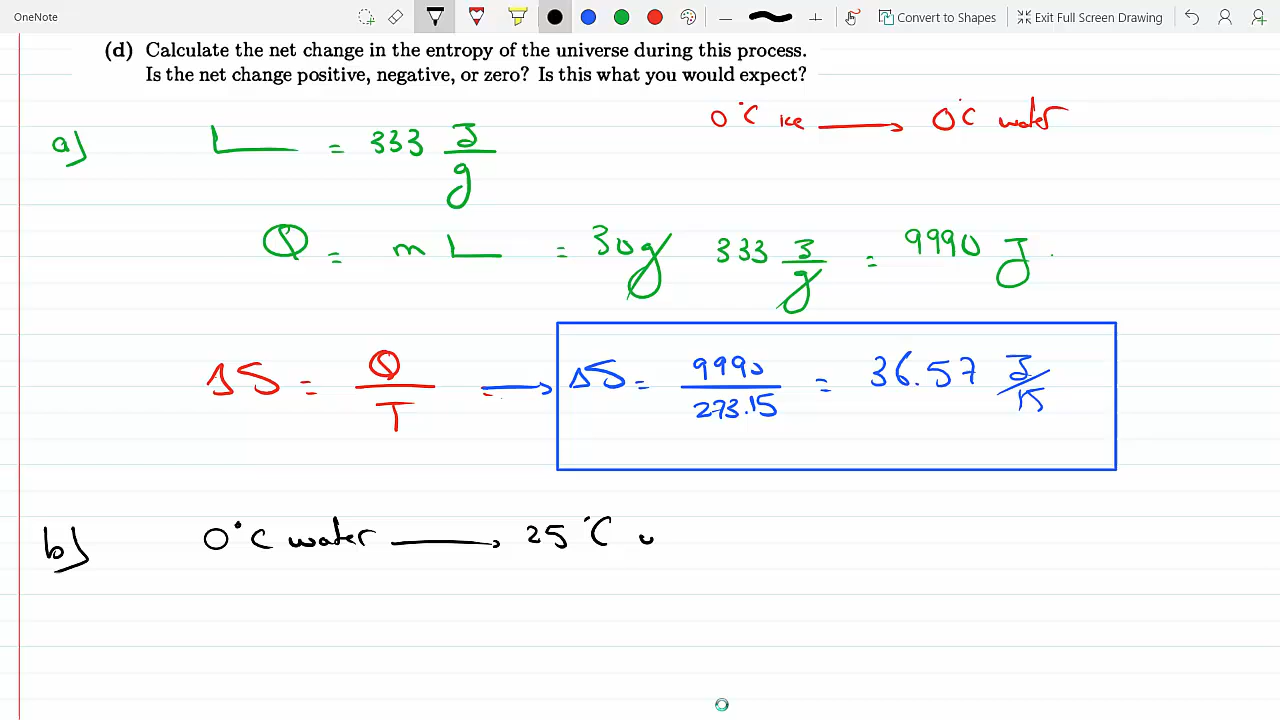 OneNote
Convert to Shapes
Exit Full Screen Drawing
(d) Calculate the net change in the entropy of the universe during this process.
Is the net change positive, negative, or zero? Is this what you would expect?
0°C ice → 0°C water
a) L = 333 J/g
Q = m L = 30g 333 J/g = 9990 J.
ΔS = Q/T = → ΔS = 9990/273.15 = 36.57 J/K
b) 0°C water → 25°C w